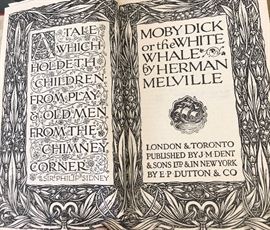 A TALE
WHICH
HOLDETH
CHILDREN
FROM PLAY
& OLD MEN
FROM THE
CHIMNEY
CORNER
SIR PHILIP SIDNEY
MOBY DICK
or the WHITE
WHALE
by HERMAN
MELVILLE
LONDON & TORONTO
PUBLISHED BY J·M·DENT
& SONS LTD & IN NEW YORK
BY E·P·DUTTON & CO